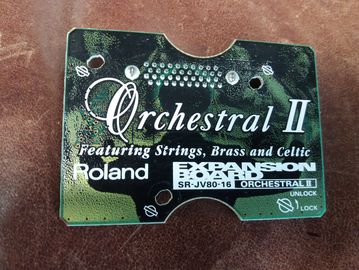 Orchestral II
Featuring Strings, Brass and Celtic
Roland EXPANSION BOARD
SR-JV80-16 ORCHESTRAL II
UNLOCK
LOCK